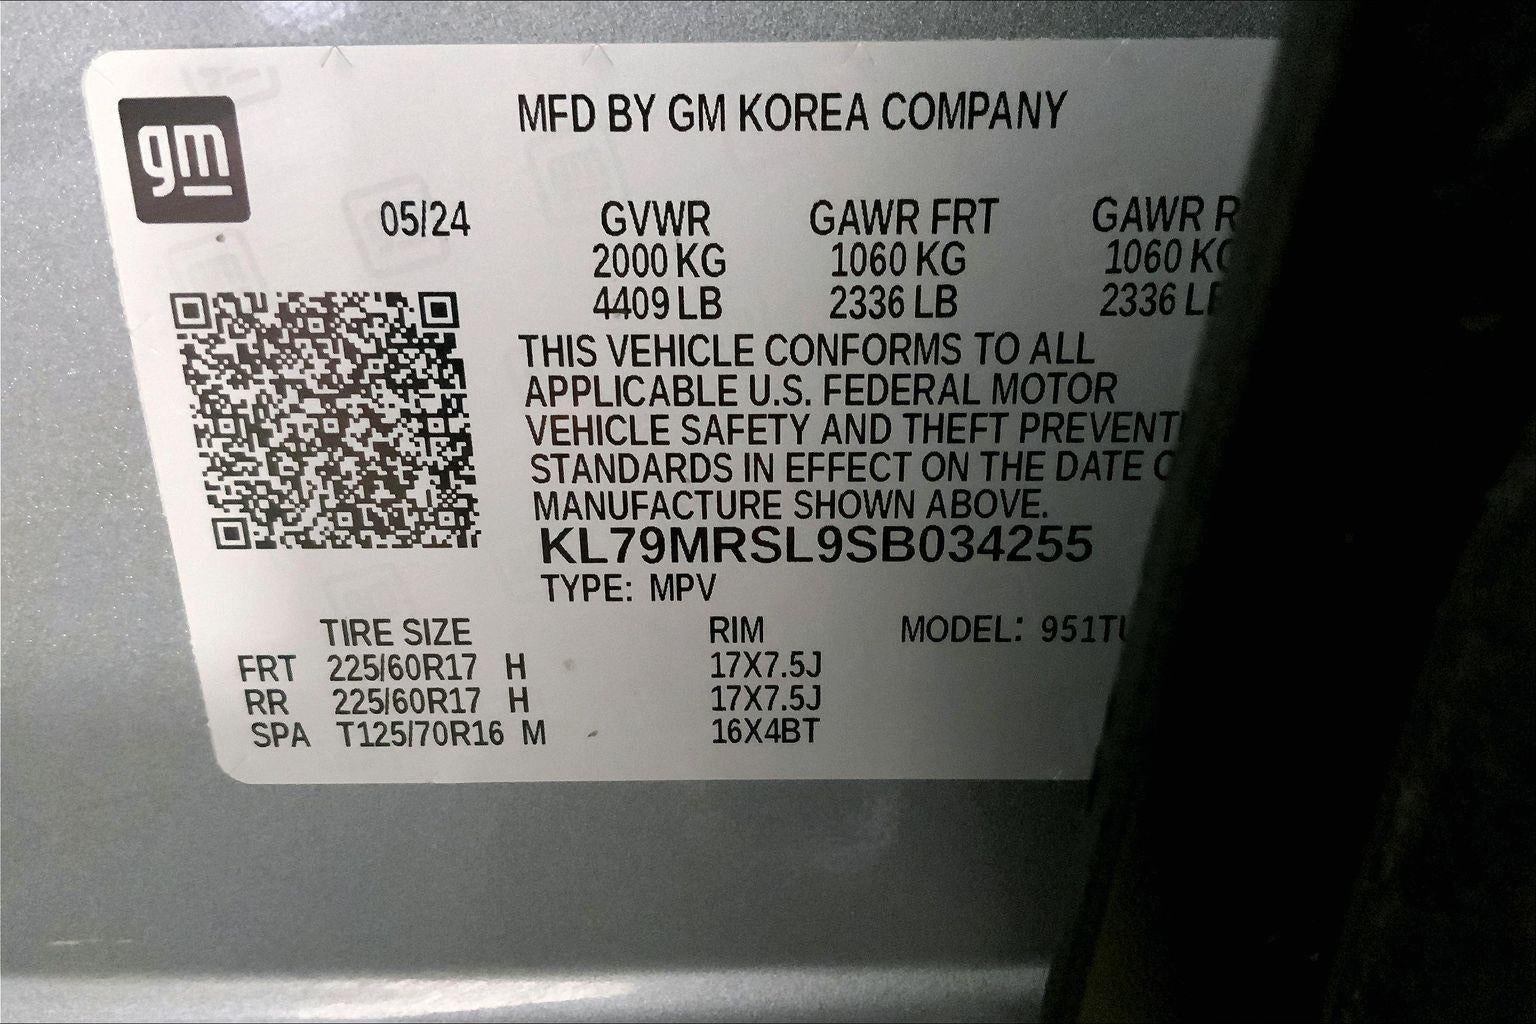 gm
MFD BY GM KOREA COMPANY
05/24 GVWR GAWR FRT GAWR
2000 KG 1060 KG 1060
4409 LB 2336 LB 2336
THIS VEHICLE CONFORMS TO ALL
APPLICABLE U.S. FEDERAL MOTOR
VEHICLE SAFETY AND THEFT PREVENT
STANDARDS IN EFFECT ON THE DATE
MANUFACTURE SHOWN ABOVE.
KL79MRSL9SB034255
TYPE: MPV
TIRE SIZE RIM MODEL: 951TU
FRT 225/60R17 H 17X7.5J
RR 225/60R17 H 17X7.5J
SPA T125/70R16 M 16X4BT